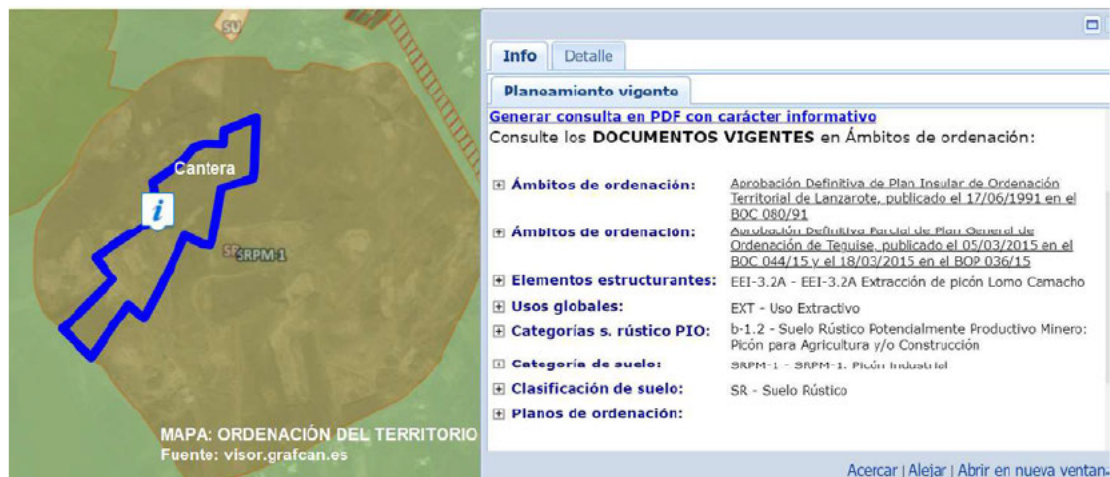 SU
Cantera
i
SR
SRPM-1
MAPA: ORDENACIÓN DEL TERRITORIO
Fuente: visor.grafcan.es
Info
Detalle
Planeamiento vigente
Generar consulta en PDF con carácter informativo
Consulte los DOCUMENTOS VIGENTES en Ámbitos de ordenación:
Ámbitos de ordenación: Aprobación Definitiva de Plan Insular de Ordenación
Territorial de Lanzarote, publicado el 17/06/1991 en el
BOC 080/91
Ámbitos de ordenación: Aprobación Definitiva Parcial de Plan General de
Ordenación de Teguise, publicado el 05/03/2015 en el
BOC 044/15 y el 18/03/2015 en el BOP 036/15
Elementos estructurantes: EEI-3.2A - EEI-3.2A Extracción de picón Lomo Camacho
Usos globales: EXT - Uso Extractivo
Categorías s. rústico PIO: b-1.2 - Suelo Rústico Potencialmente Productivo Minero:
Picón para Agricultura y/o Construcción
Categoría de suelo: SRPM-1 - SRPM-1. Picón Industrial
Clasificación de suelo: SR - Suelo Rústico
Planos de ordenación:
Acercar | Alejar | Abrir en nueva ventan